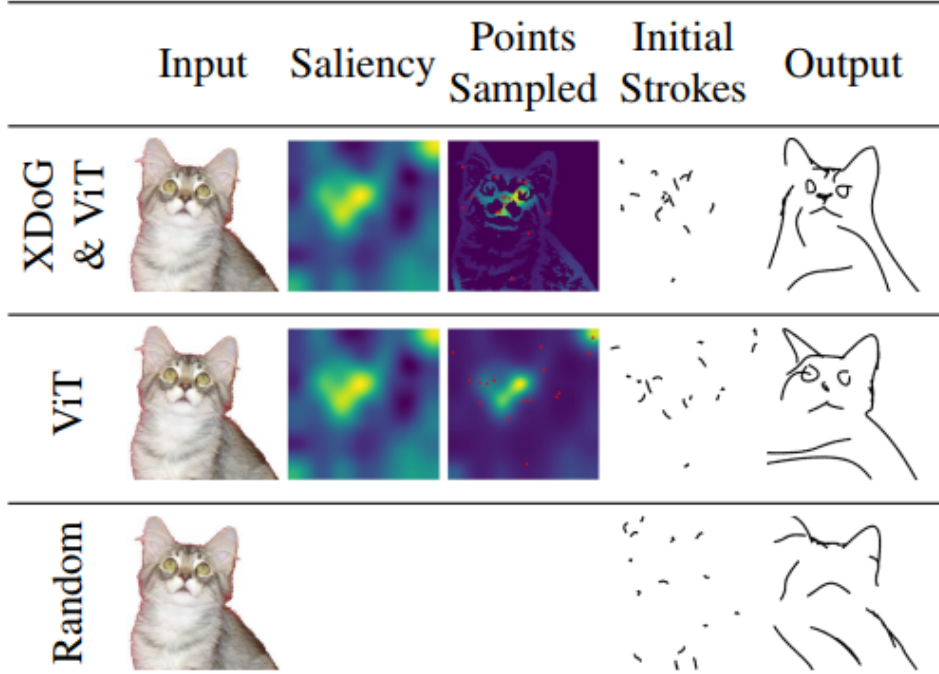 Input
Saliency
Points
Sampled
Initial
Strokes
Output
XDoG
& ViT
ViT
Random